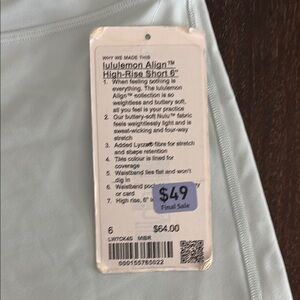 WHY WE MADE THIS
lululemon Align™
High-Rise Short 6"
1. When feeling nothing is
everything. The lululemon
Align™ collection is so
weightless and buttery soft,
all you feel is your practice
2. Our buttery-soft Nulu™ fabric
feels weightlessly light and is
sweat-wicking and four-way
stretch
3. Added Lycra® fibre for stretch
and shape retention
4. This colour is lined for
coverage
5. Waistband lies flat and won't
dig in
6. Waistband
or card
7. High rise, 6"
$49
Final Sale
6 $64.00
000155765022